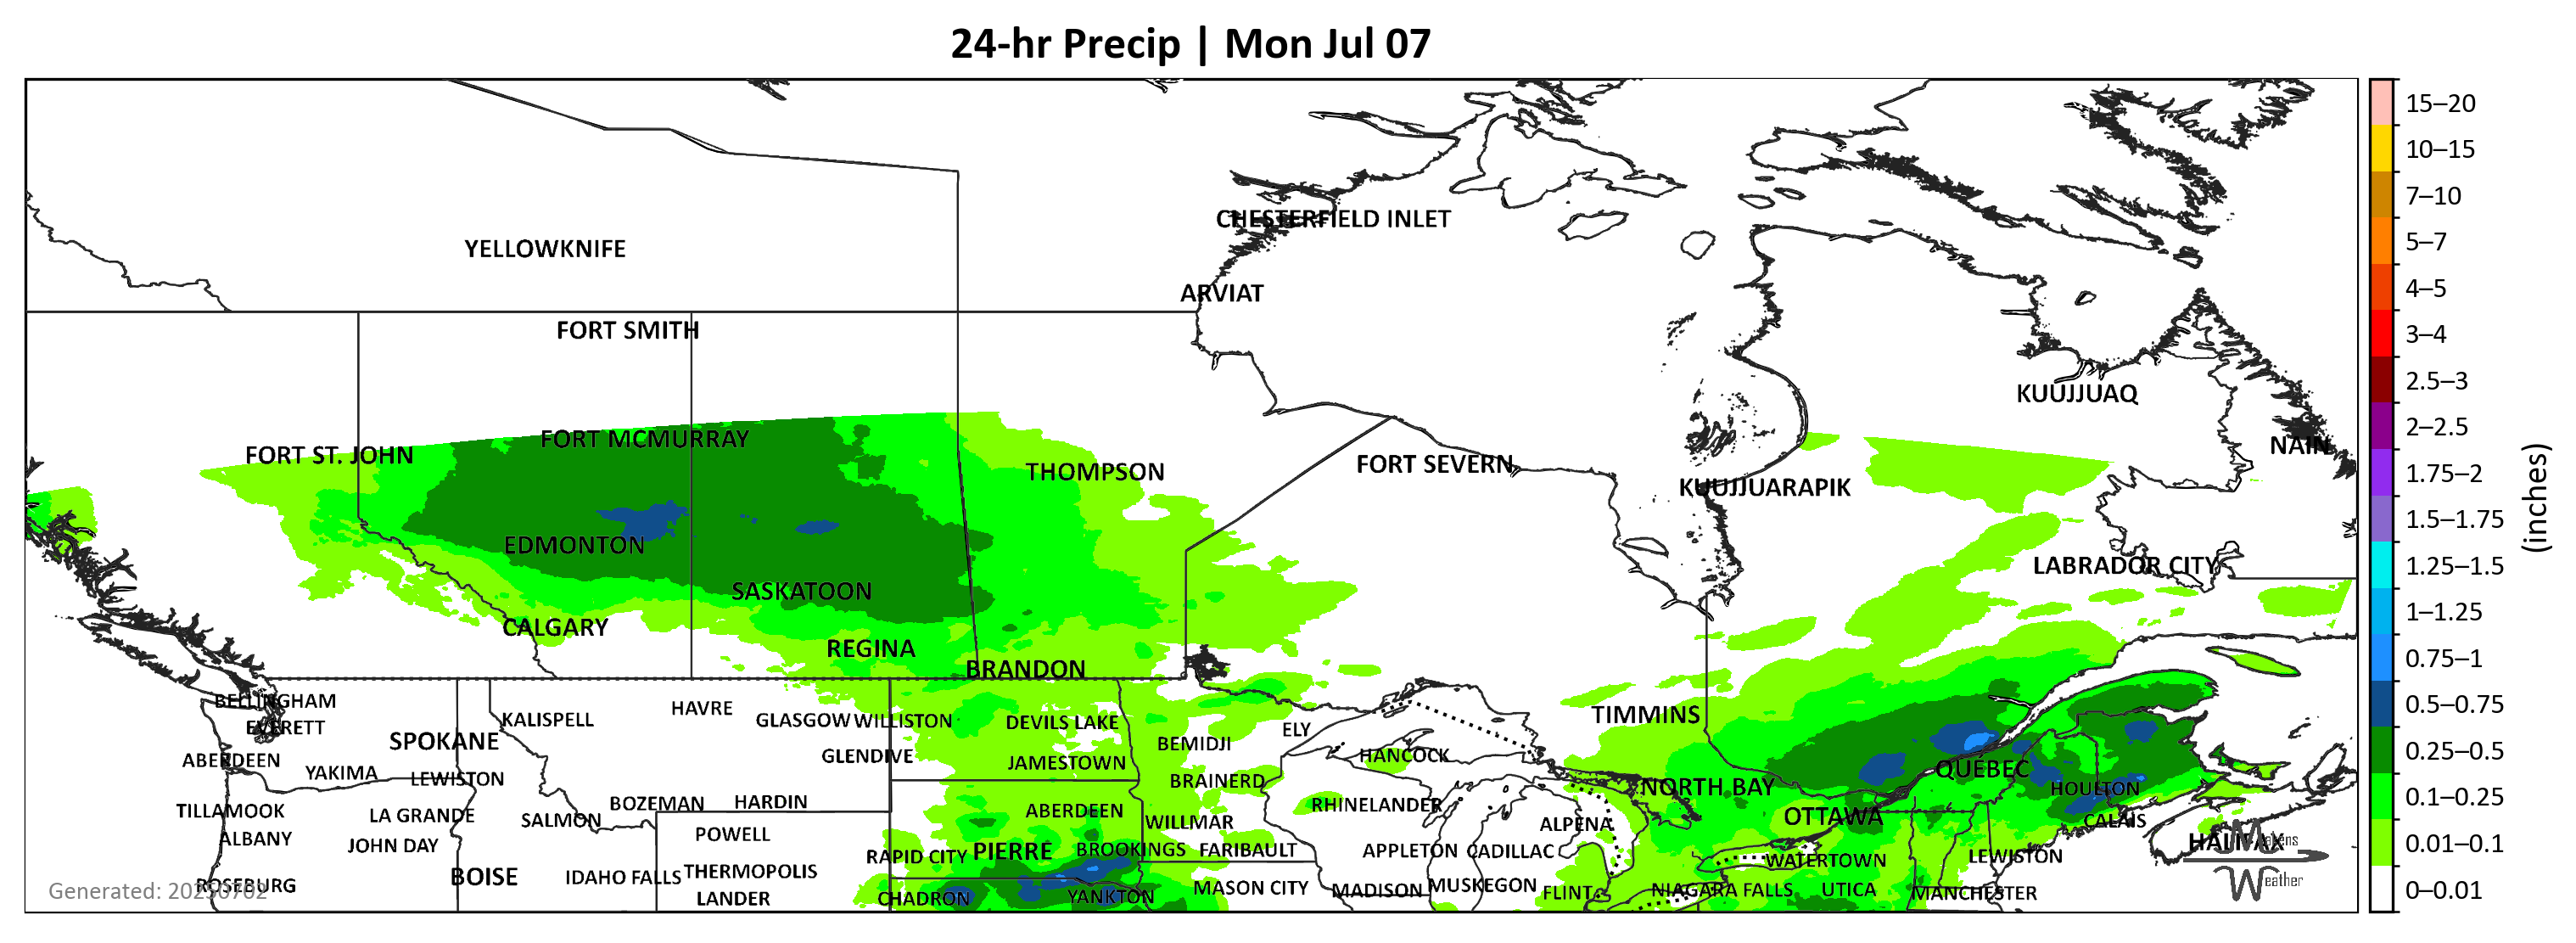 24-hr Precip | Mon Jul 07
15–20
10–15
7–10
5–7
4–5
3–4
2.5–3
2–2.5
1.75–2
1.5–1.75
1.25–1.5
1–1.25
0.75–1
0.5–0.75
0.25–0.5
0.1–0.25
0.01–0.1
0–0.01
(inches)
CHESTERFIELD INLET
YELLOWKNIFE
ARVIAT
FORT SMITH
KUUJJUAQ
FORT MCMURRAY
NAIN
FORT ST. JOHN
FORT SEVERN
THOMPSON
KUUJJUARAPIK
EDMONTON
LABRADOR CITY
SASKATOON
CALGARY
REGINA
BRANDON
BELLINGHAM
HAVRE
TIMMINS
KALISPELL
GLASGOW
WILLISTON
DEVILS LAKE
EVERETT
ELY
SPOKANE
BEMIDJI
GLENDIVE
HANCOCK
ABERDEEN
JAMESTOWN
QUÉBEC
YAKIMA
LEWISTON
BRAINERD
NORTH BAY
HOULTON
BOZEMAN
HARDIN
RHINELANDER
TILLAMOOK
LA GRANDE
ABERDEEN
OTTAWA
SALMON
WILLMAR
ALPENA
CALAIS
ALBANY
POWELL
HALIFAX
JOHN DAY
PIERRE
BROOKINGS
FARIBAULT
APPLETON
CADILLAC
RAPID CITY
WATERTOWN
LEWISTON
THERMOPOLIS
BOISE
IDAHO FALLS
ROSEBURG
MASON CITY
MADISON
MUSKEGON
FLINT
NIAGARA FALLS
UTICA
MANCHESTER
LANDER
CHADRON
YANKTON
Generated: 20250702
Weather